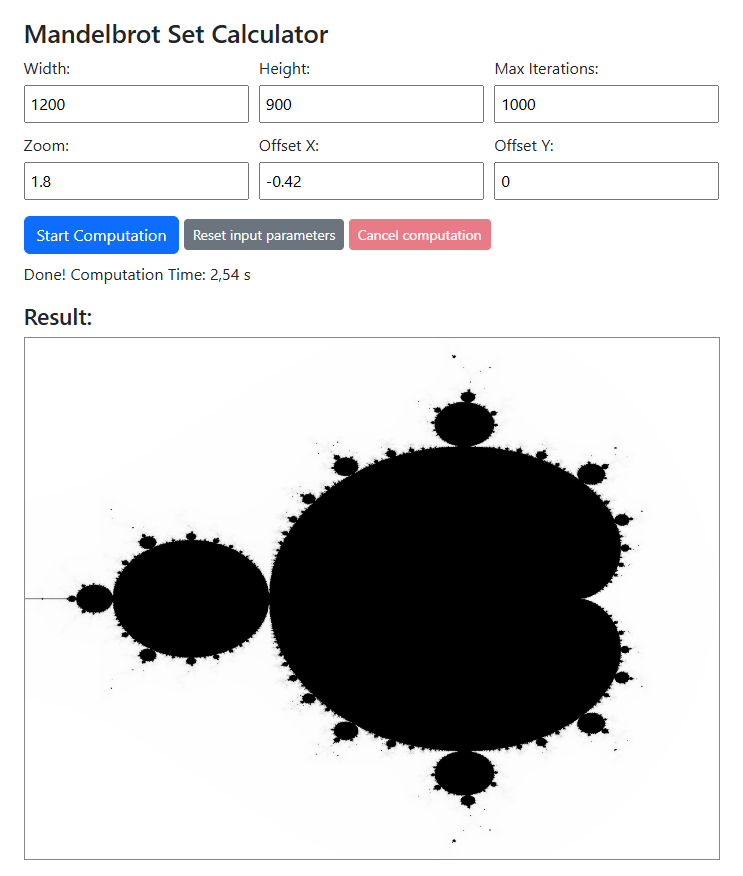 Mandelbrot Set Calculator
Width: Height: Max Iterations:
1200 900 1000
Zoom: Offset X: Offset Y:
1.8 -0.42 0
Start Computation Reset input parameters Cancel computation
Done! Computation Time: 2,54 s
Result: